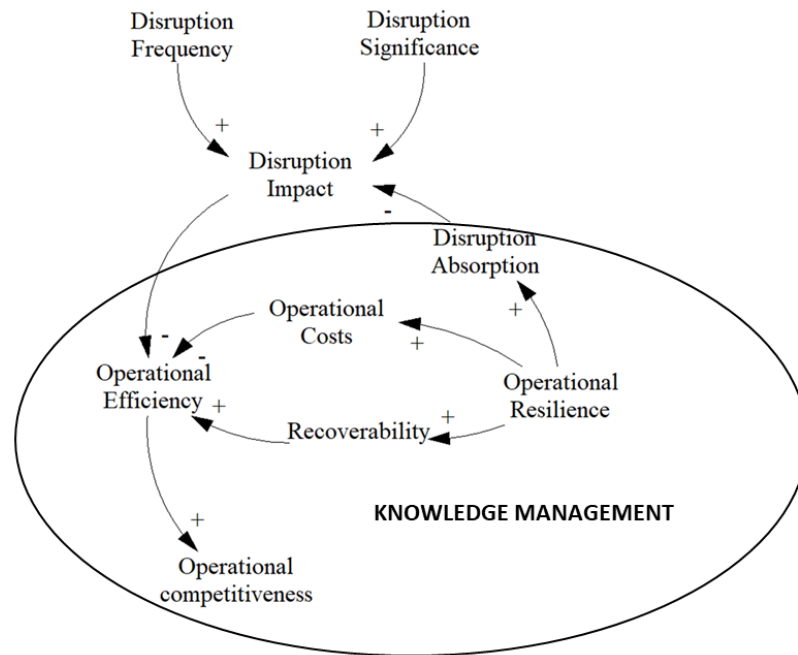 Disruption
Frequency
Disruption
Significance
+
+
Disruption
Impact
-
Disruption
Absorption
+
Operational
Costs
+
-
-
Operational
Efficiency
Operational
Resilience
+
+
Recoverability
KNOWLEDGE MANAGEMENT
+
Operational
competitiveness